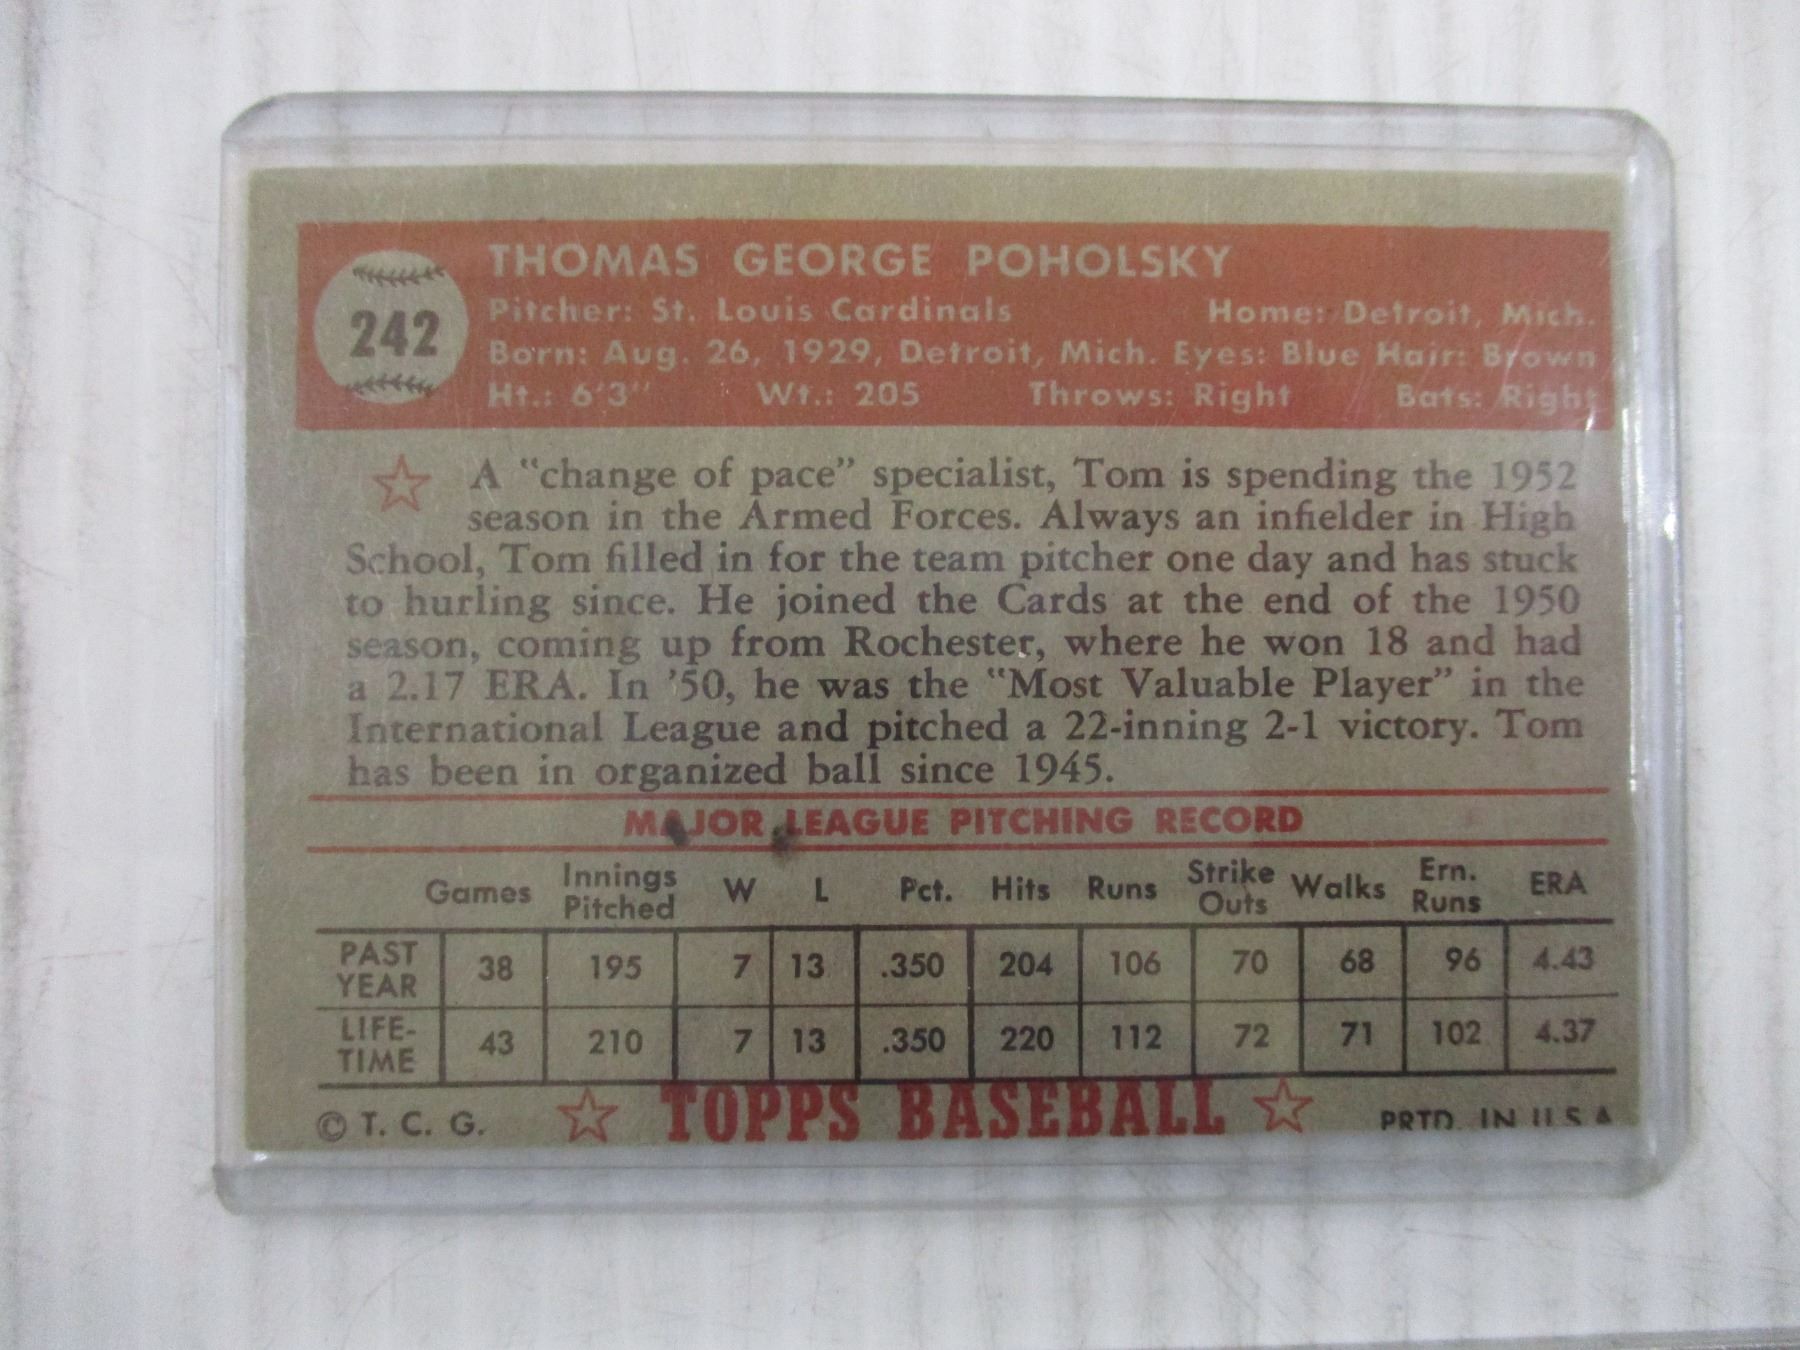 242
THOMAS GEORGE POHOLSKY
Pitcher: St. Louis Cardinals Home: Detroit, Mich.
Born: Aug. 26, 1929, Detroit, Mich. Eyes: Blue Hair: Brown
Ht.: 6'3" Wt.: 205 Throws: Right Bats: Right
A "change of pace" specialist, Tom is spending the 1952
season in the Armed Forces. Always an infielder in High
School, Tom filled in for the team pitcher one day and has stuck
to hurling since. He joined the Cards at the end of the 1950
season, coming up from Rochester, where he won 18 and had
a 2.17 ERA. In '50, he was the "Most Valuable Player" in the
International League and pitched a 22-inning 2-1 victory. Tom
has been in organized ball since 1945.
MAJOR LEAGUE PITCHING RECORD
Games Innings Pitched W L Pct. Hits Runs Strike Outs Walks Ern. Runs ERA
PAST YEAR 38 195 7 13 .350 204 106 70 68 96 4.43
LIFE-TIME 43 210 7 13 .350 220 112 72 71 102 4.37
© T. C. G. TOPPS BASEBALL PRTD. IN U.S.A